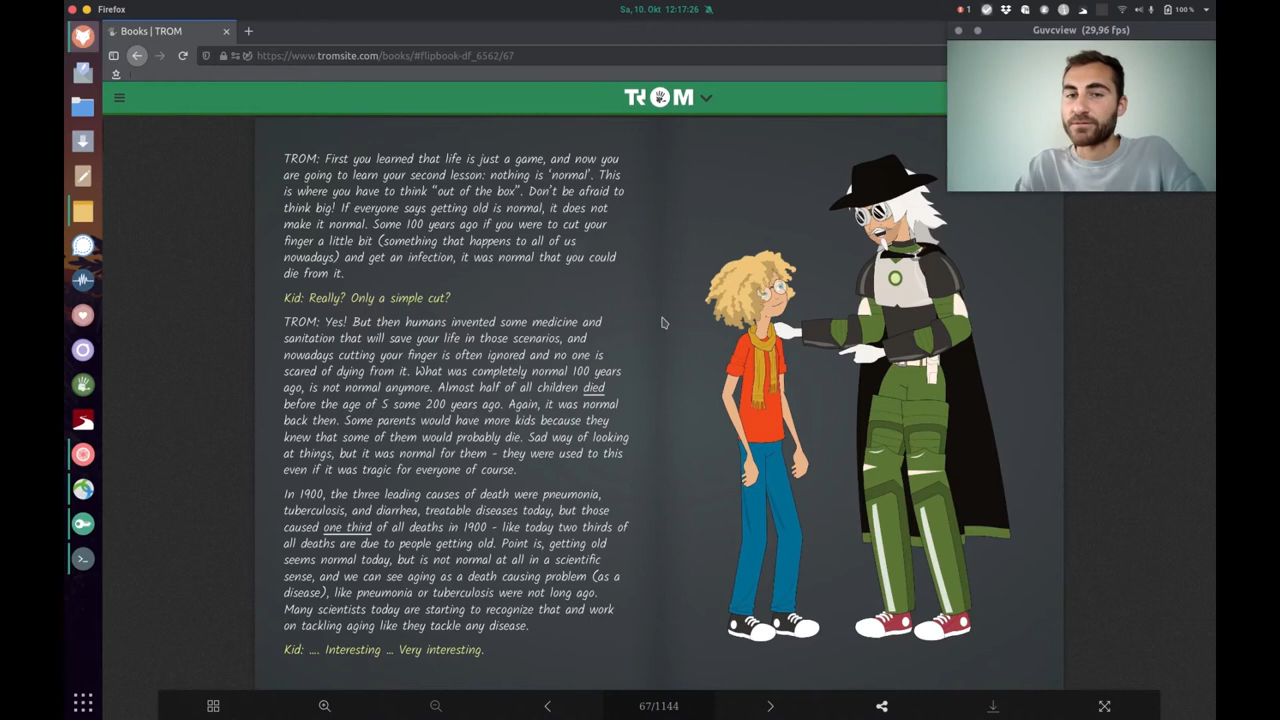 Firefox
Sa, 10. Okt 12:17:26
1
100 %
Books | TROM
Guvcview (29,96 fps)
https://www.tromsite.com/books/#flipbook-df_6562/67
TROM
TROM: First you learned that life is just a game, and now you
are going to learn your second lesson: nothing is ‘normal’. This
is where you have to think “out of the box”. Don’t be afraid to
think big! If everyone says getting old is normal, it does not
make it normal. Some 100 years ago if you were to cut your
finger a little bit (something that happens to all of us
nowadays) and get an infection, it was normal that you could
die from it.
Kid: Really? Only a simple cut?
TROM: Yes! But then humans invented some medicine and
sanitation that will save your life in those scenarios, and
nowadays cutting your finger is often ignored and no one is
scared of dying from it. What was completely normal 100 years
ago, is not normal anymore. Almost half of all children died
before the age of 5 some 200 years ago. Again, it was normal
back then. Some parents would have more kids because they
knew that some of them would probably die. Sad way of looking
at things, but it was normal for them - they were used to this
even if it was tragic for everyone of course.
In 1900, the three leading causes of death were pneumonia,
tuberculosis, and diarrhea, treatable diseases today, but those
caused one third of all deaths in 1900 - like today two thirds of
all deaths are due to people getting old. Point is, getting old
seems normal today, but is not normal at all in a scientific
sense, and we can see aging as a death causing problem (as a
disease), like pneumonia or tuberculosis were not long ago.
Many scientists today are starting to recognize that and work
on tackling aging like they tackle any disease.
Kid: .... Interesting ... Very interesting.
67/1144